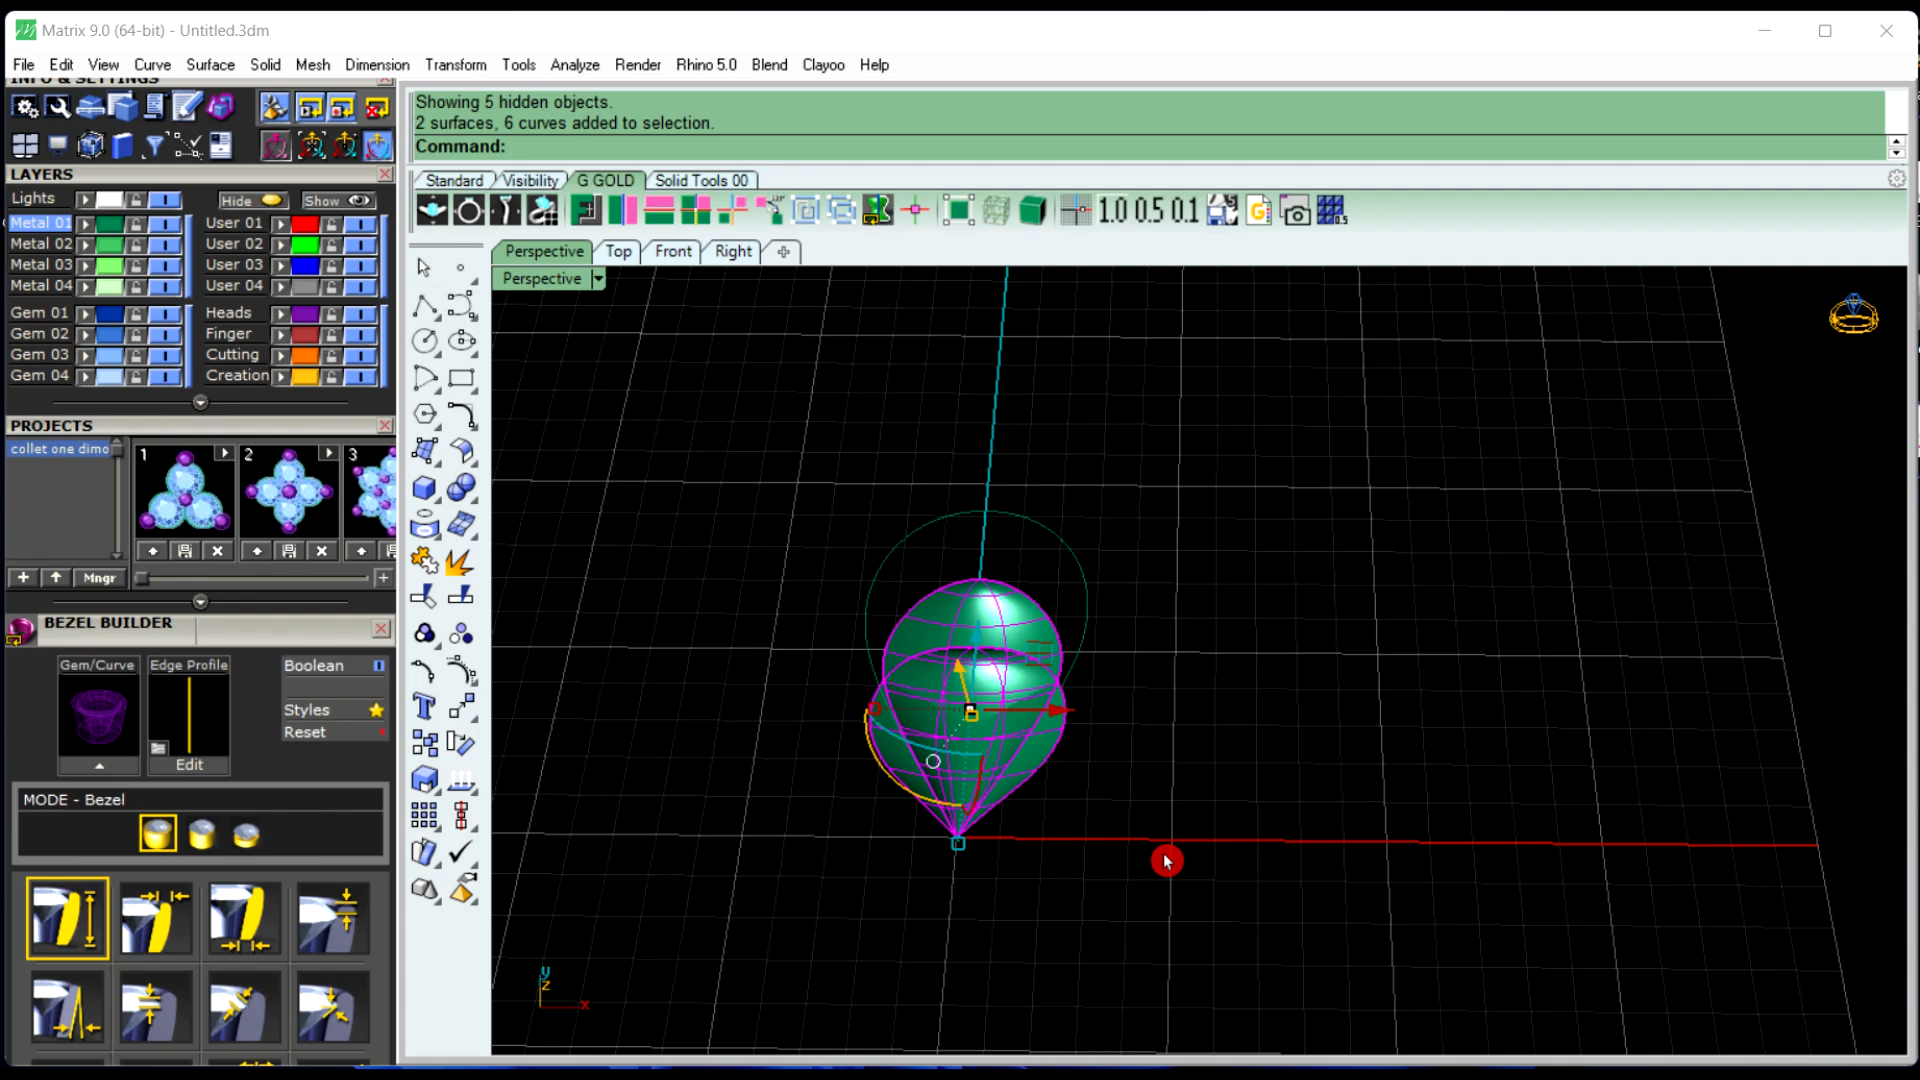 Matrix 9.0 (64-bit) - Untitled.3dm
File Edit View Curve Surface Solid Mesh Dimension Transform Tools Analyze Render Rhino 5.0 Blend Clayoo Help
INFO & SETTINGS
Showing 5 hidden objects.
2 surfaces, 6 curves added to selection.
Command:
Standard Visibility G GOLD Solid Tools 00
1.0 0.5 0.1
Perspective Top Front Right
Perspective
LAYERS
Lights Hide Show
Metal 01 User 01
Metal 02 User 02
Metal 03 User 03
Metal 04 User 04
Gem 01 Heads
Gem 02 Finger
Gem 03 Cutting
Gem 04 Creation
PROJECTS
collet one dimo
1 2 3
Mngr
BEZEL BUILDER
Gem/Curve Edge Profile Boolean
Styles
Reset
Edit
MODE - Bezel
y
z
x